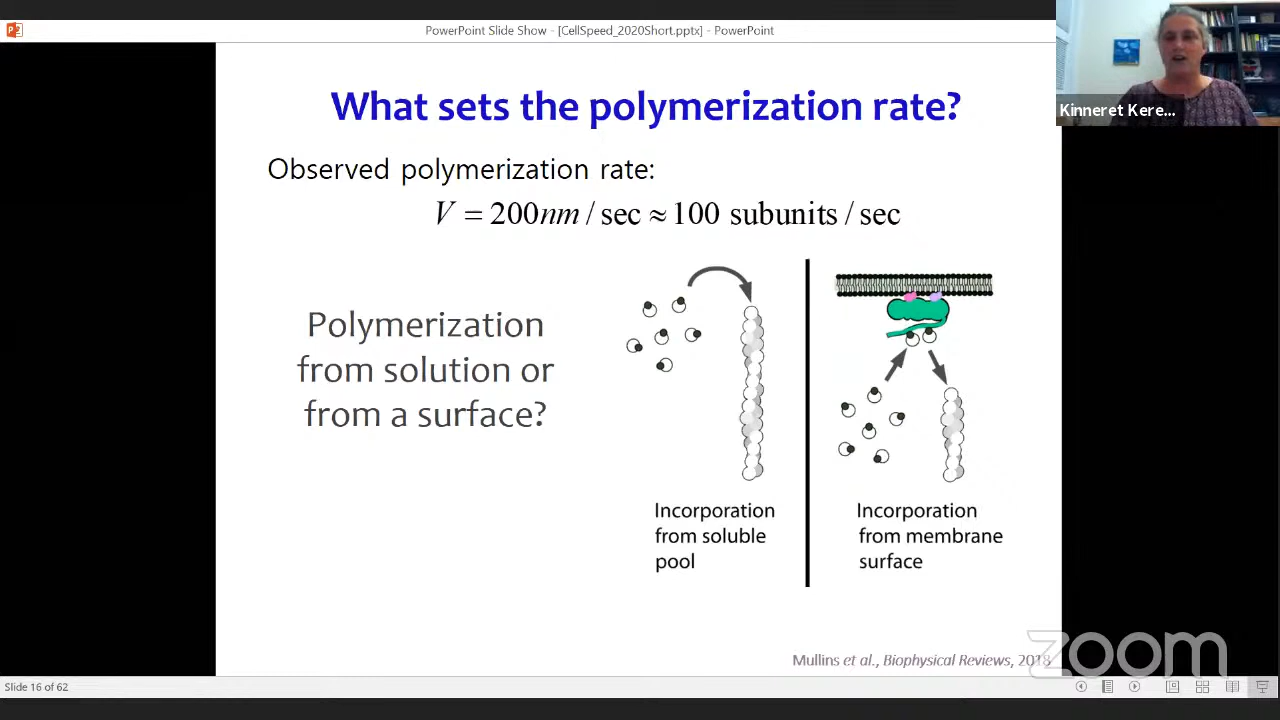 PowerPoint Slide Show - [CellSpeed_2020Short.pptx] - PowerPoint
Kinneret Kere...
What sets the polymerization rate?
Observed polymerization rate:
V = 200nm / sec ≈ 100 subunits / sec
Polymerization
from solution or
from a surface?
Incorporation
from soluble
pool
Incorporation
from membrane
surface
Mullins et al., Biophysical Reviews, 2018
zoom
Slide 16 of 62